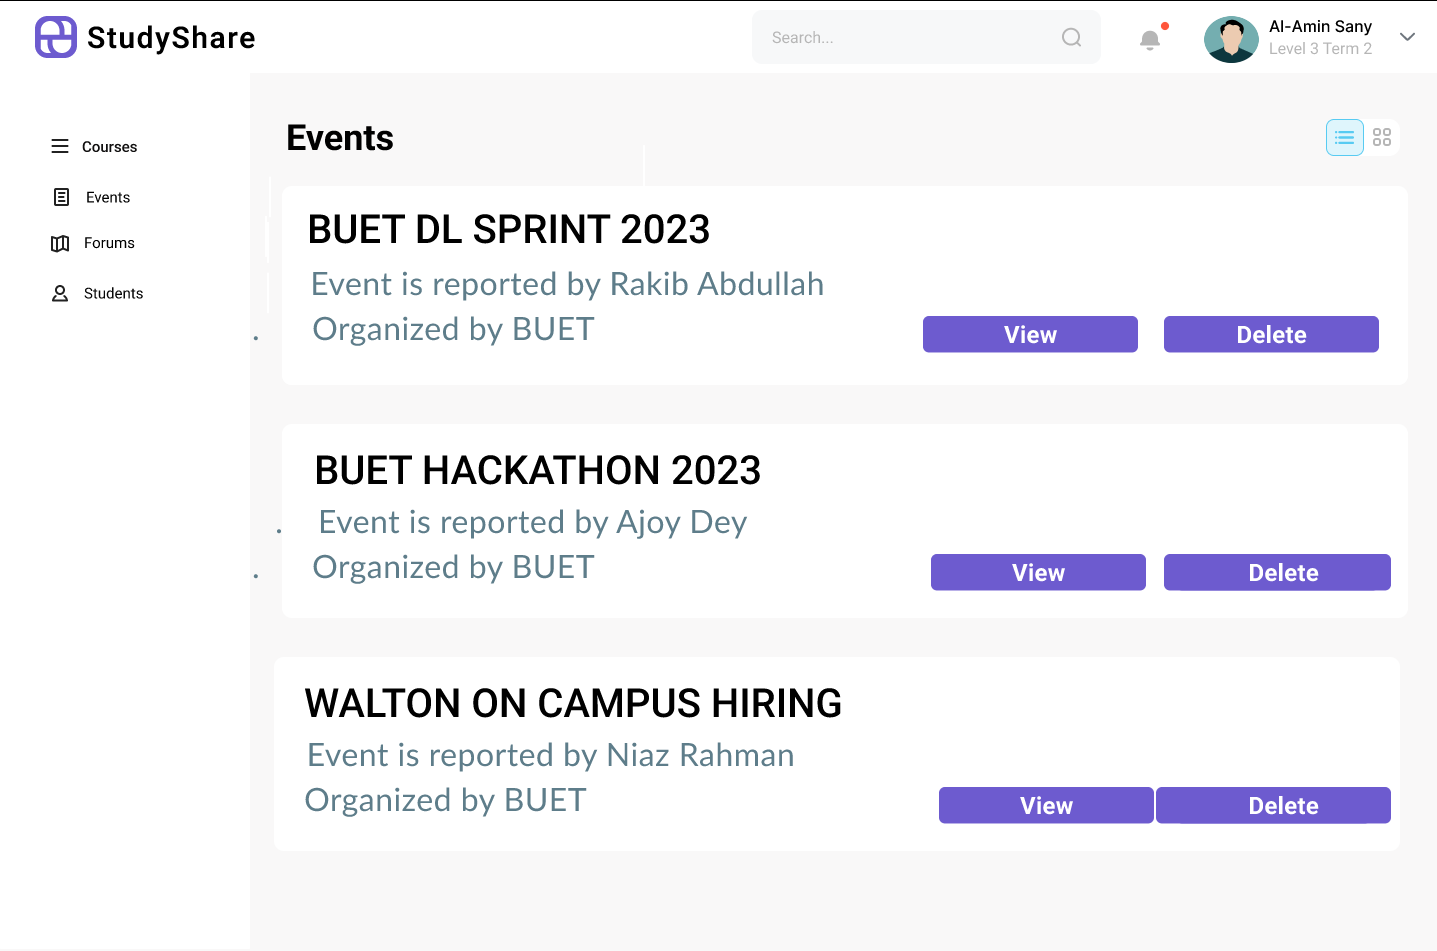 StudyShare
Search...
Al-Amin Sany
Level 3 Term 2
Courses
Events
Forums
Students
Events
BUET DL SPRINT 2023
Event is reported by Rakib Abdullah
Organized by BUET
View
Delete
BUET HACKATHON 2023
Event is reported by Ajoy Dey
Organized by BUET
View
Delete
WALTON ON CAMPUS HIRING
Event is reported by Niaz Rahman
Organized by BUET
View
Delete